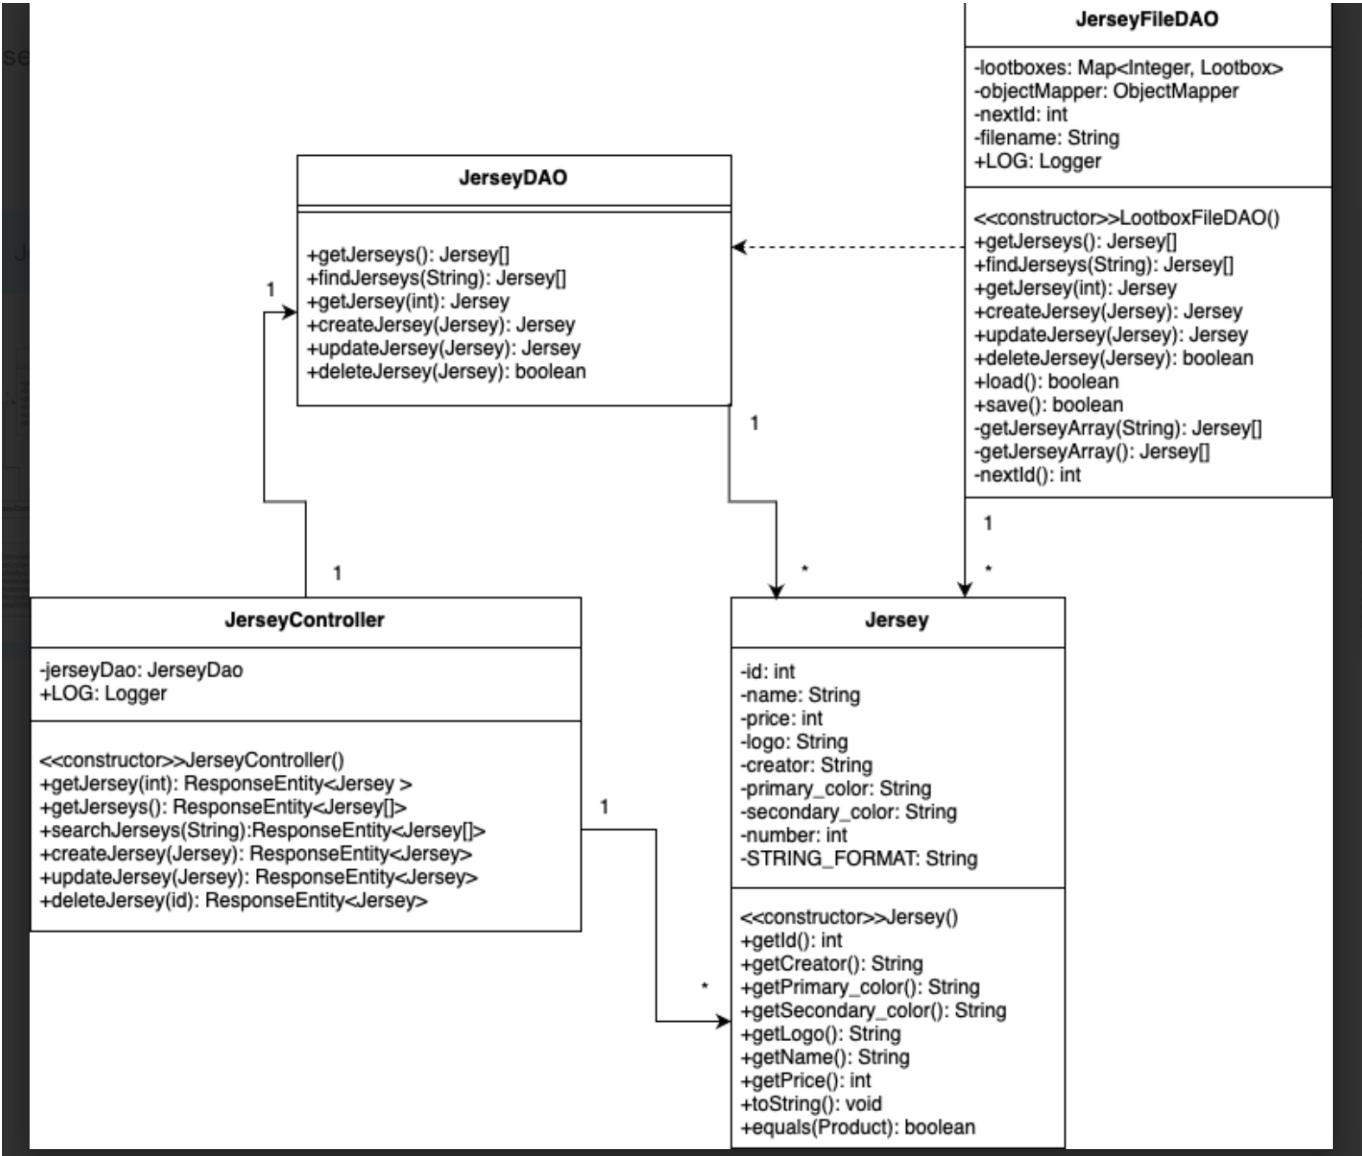 JerseyFileDAO
-lootboxes: Map<Integer, Lootbox>
-objectMapper: ObjectMapper
-nextId: int
-filename: String
+LOG: Logger
<<constructor>>LootboxFileDAO()
+getJerseys(): Jersey[]
+findJerseys(String): Jersey[]
+getJersey(int): Jersey
+createJersey(Jersey): Jersey
+updateJersey(Jersey): Jersey
+deleteJersey(Jersey): boolean
+load(): boolean
+save(): boolean
-getJerseyArray(String): Jersey[]
-getJerseyArray(): Jersey[]
-nextId(): int
1
*
JerseyDAO
+getJerseys(): Jersey[]
+findJerseys(String): Jersey[]
+getJersey(int): Jersey
+createJersey(Jersey): Jersey
+updateJersey(Jersey): Jersey
+deleteJersey(Jersey): boolean
1
1
*
1
JerseyController
-jerseyDao: JerseyDao
+LOG: Logger
<<constructor>>JerseyController()
+getJersey(int): ResponseEntity<Jersey >
+getJerseys(): ResponseEntity<Jersey[]>
+searchJerseys(String):ResponseEntity<Jersey[]>
+createJersey(Jersey): ResponseEntity<Jersey>
+updateJersey(Jersey): ResponseEntity<Jersey>
+deleteJersey(id): ResponseEntity<Jersey>
1
*
Jersey
-id: int
-name: String
-price: int
-logo: String
-creator: String
-primary_color: String
-secondary_color: String
-number: int
-STRING_FORMAT: String
<<constructor>>Jersey()
+getId(): int
+getCreator(): String
+getPrimary_color(): String
+getSecondary_color(): String
+getLogo(): String
+getName(): String
+getPrice(): int
+toString(): void
+equals(Product): boolean